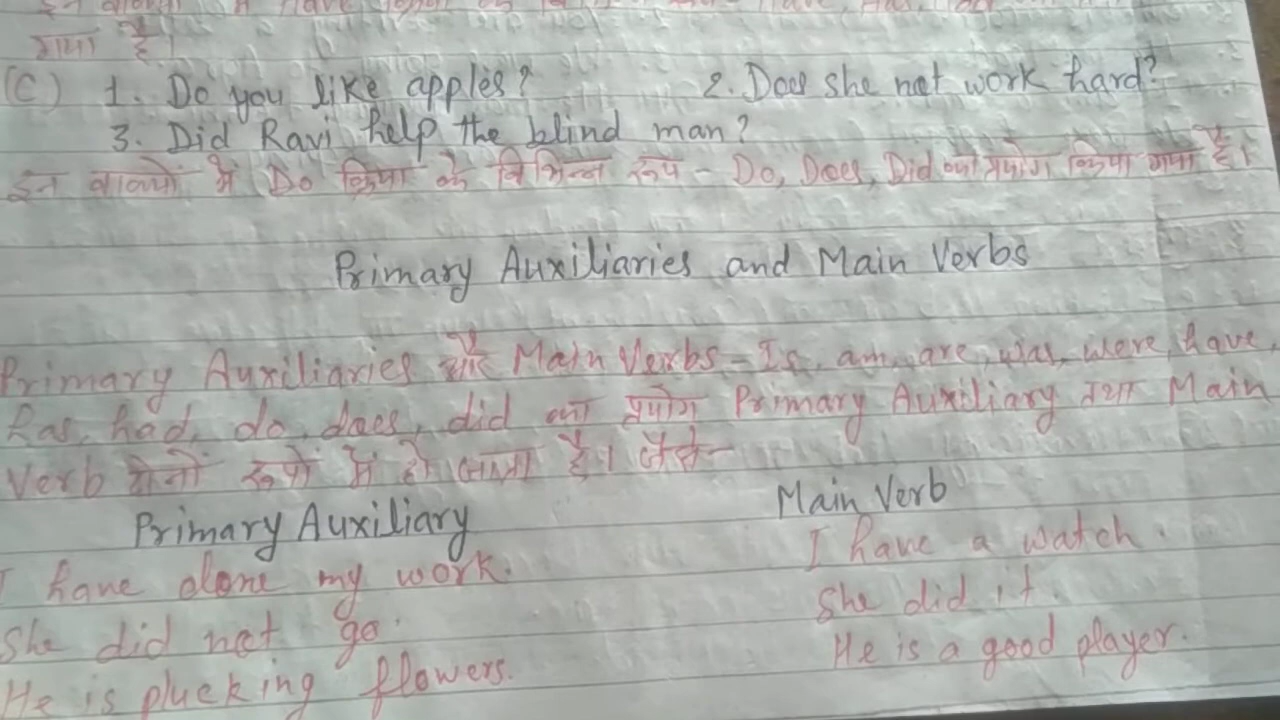 गया है।
(C) 1. Do you like apples? 2. Does she not work hard?
3. Did Ravi help the blind man?
इन वाक्यों में Do क्रिया के विभिन्न रूप - Do, Does, Did का प्रयोग किया गया है।
Primary Auxiliaries and Main Verbs
Primary Auxiliaries और Main Verbs - Is, am, are, was, were, have,
has, had, do, does, did का प्रयोग Primary Auxiliary तथा Main
Verb दोनों रूपों में हो जाता है। जैसे-
Primary Auxiliary Main Verb
I have done my work. I have a watch.
She did not go. She did it.
He is plucking flowers. He is a good player.